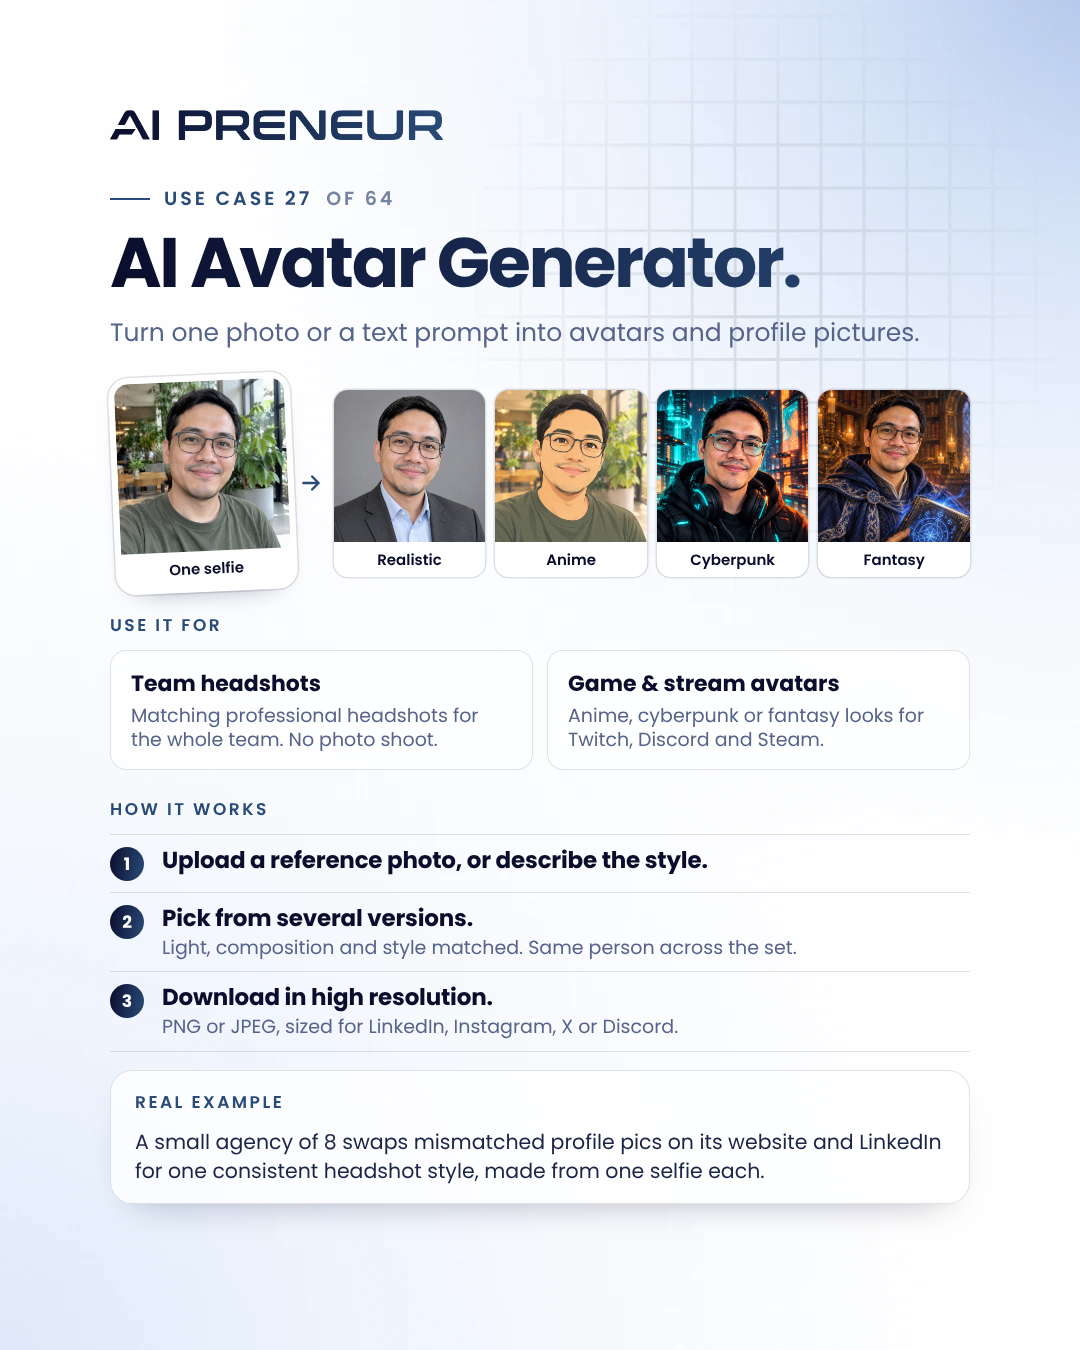 AI PRENEUR
USE CASE 27 OF 64
AI Avatar Generator.
Turn one photo or a text prompt into avatars and profile pictures.
One selfie
Realistic
Anime
Cyberpunk
Fantasy
USE IT FOR
Team headshots
Matching professional headshots for
the whole team. No photo shoot.
Game & stream avatars
Anime, cyberpunk or fantasy looks for
Twitch, Discord and Steam.
HOW IT WORKS
1 Upload a reference photo, or describe the style.
2 Pick from several versions.
Light, composition and style matched. Same person across the set.
3 Download in high resolution.
PNG or JPEG, sized for LinkedIn, Instagram, X or Discord.
REAL EXAMPLE
A small agency of 8 swaps mismatched profile pics on its website and LinkedIn
for one consistent headshot style, made from one selfie each.